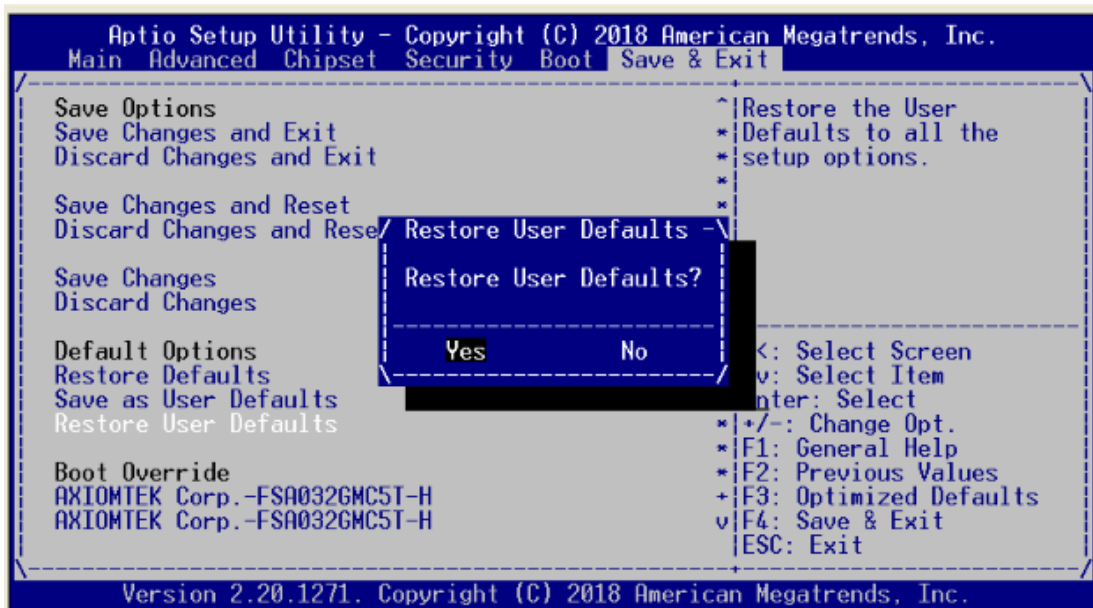 Aptio Setup Utility – Copyright (C) 2018 American Megatrends, Inc.
Main Advanced Chipset Security Boot Save & Exit
Save Options
Save Changes and Exit
Discard Changes and Exit
Save Changes and Reset
Discard Changes and Rese
Save Changes
Discard Changes
Default Options
Restore Defaults
Save as User Defaults
Restore User Defaults
Boot Override
AXIOMTEK Corp.-FSA032GMC5T-H
AXIOMTEK Corp.-FSA032GMC5T-H
Restore User Defaults
Restore User Defaults?
Yes No
Restore the User
Defaults to all the
setup options.
<: Select Screen
v: Select Item
nter: Select
+/-: Change Opt.
F1: General Help
F2: Previous Values
F3: Optimized Defaults
F4: Save & Exit
ESC: Exit
Version 2.20.1271. Copyright (C) 2018 American Megatrends, Inc.